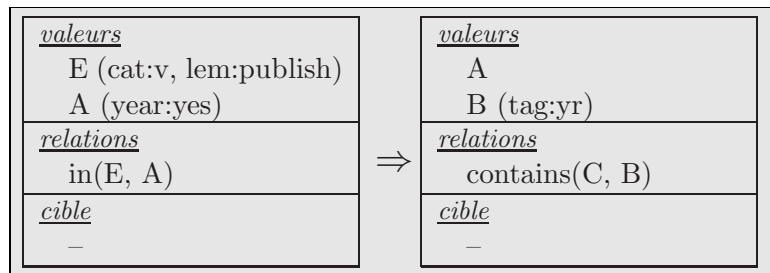 valeurs
E (cat:v, lem:publish)
A (year:yes)
relations
in(E, A)
cible
–
⇒
valeurs
A
B (tag:yr)
relations
contains(C, B)
cible
–